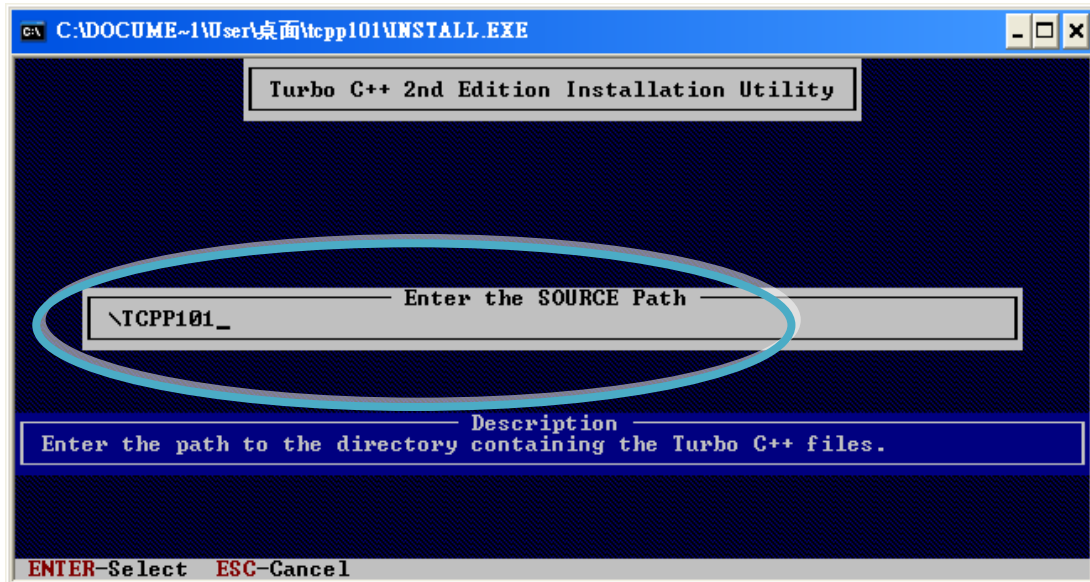 C:\DOCUME~1\User\桌面\tcpp101\INSTALL.EXE
Turbo C++ 2nd Edition Installation Utility
Enter the SOURCE Path
\TCPP101_
Description
Enter the path to the directory containing the Turbo C++ files.
ENTER-Select ESC-Cancel